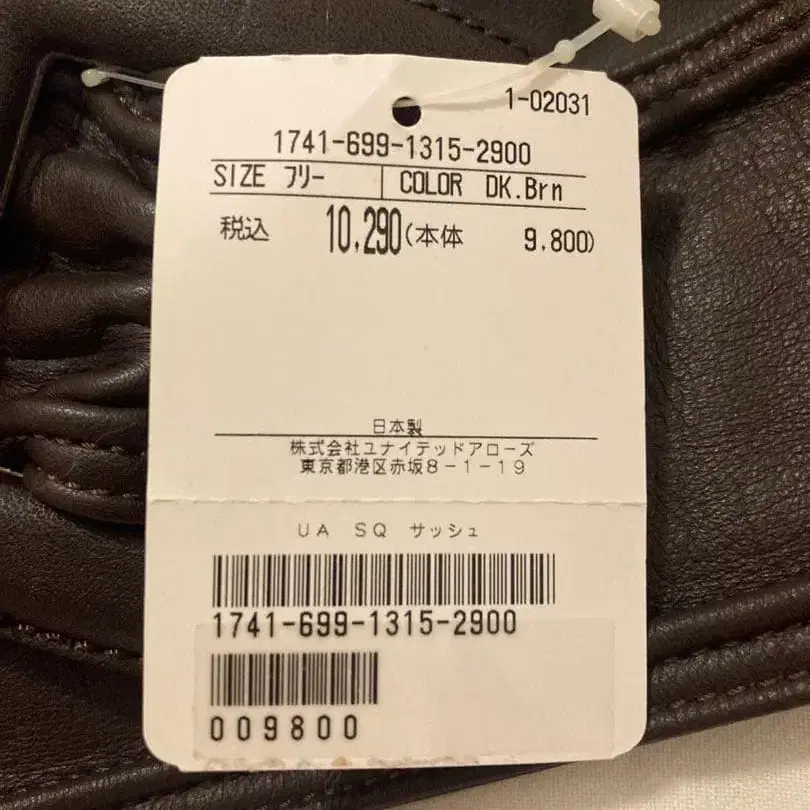 1-02031
1741-699-1315-2900
SIZE フリー COLOR DK.Brn
税込 10,290(本体 9,800)
日本製
株式会社ユナイテッドアローズ
東京都港区赤坂8-1-19
UA SQ サッシュ
1741-699-1315-2900
009800